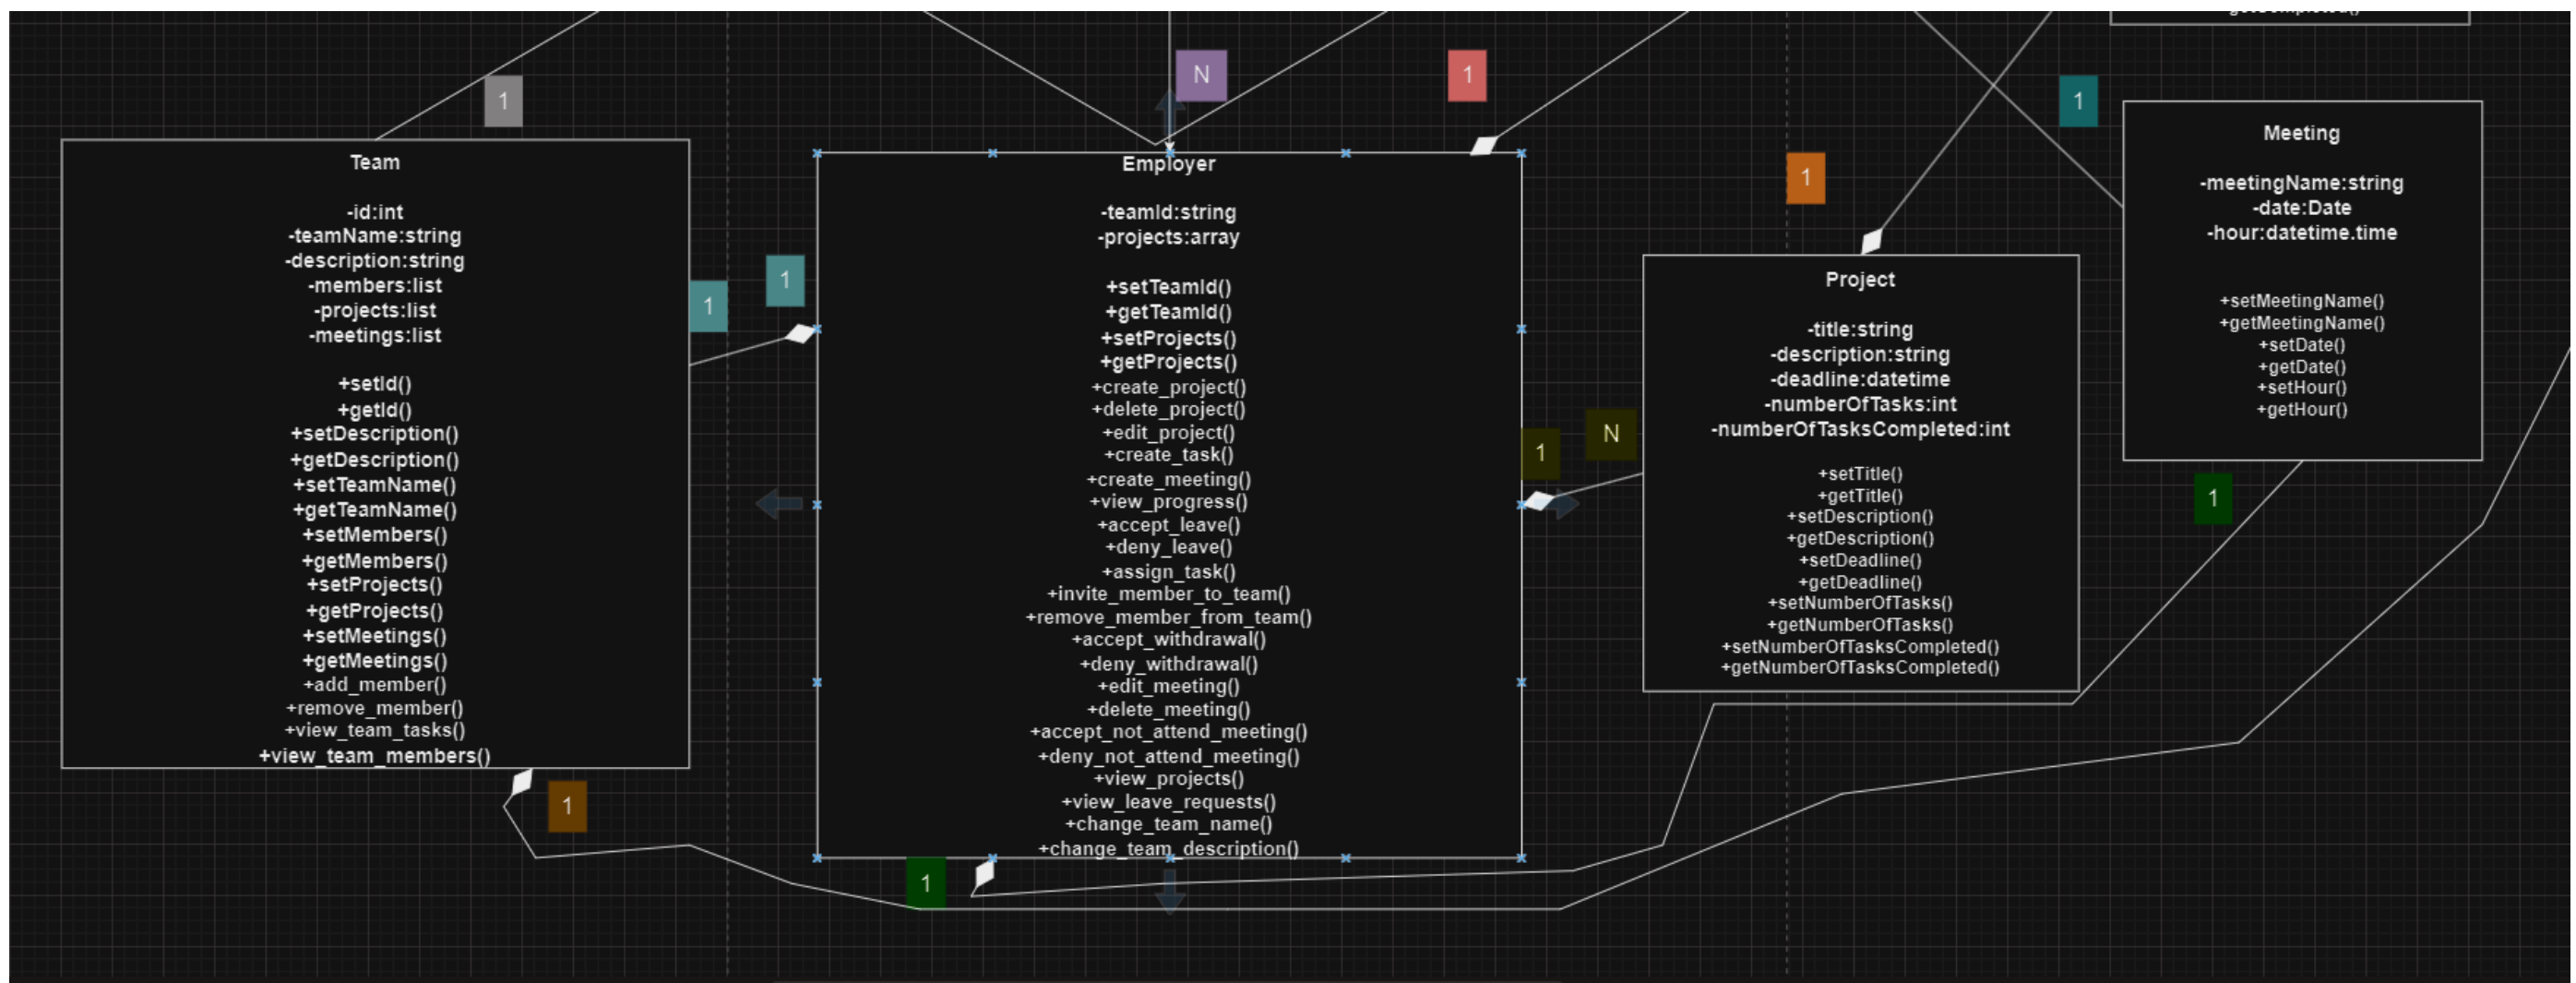 1
Team
-id:int
-teamName:string
-description:string
-members:list
-projects:list
-meetings:list
+setId()
+getId()
+setDescription()
+getDescription()
+setTeamName()
+getTeamName()
+setMembers()
+getMembers()
+setProjects()
+getProjects()
+setMeetings()
+getMeetings()
+add_member()
+remove_member()
+view_team_tasks()
+view_team_members()
1
1
1
N
1
Employer
-teamId:string
-projects:array
+setTeamId()
+getTeamId()
+setProjects()
+getProjects()
+create_project()
+delete_project()
+edit_project()
+create_task()
+create_meeting()
+view_progress()
+accept_leave()
+deny_leave()
+assign_task()
+invite_member_to_team()
+remove_member_from_team()
+accept_withdrawal()
+deny_withdrawal()
+edit_meeting()
+delete_meeting()
+accept_not_attend_meeting()
+deny_not_attend_meeting()
+view_projects()
+view_leave_requests()
+change_team_name()
+change_team_description()
1
1
N
1
Project
-title:string
-description:string
-deadline:datetime
-numberOfTasks:int
-numberOfTasksCompleted:int
+setTitle()
+getTitle()
+setDescription()
+getDescription()
+setDeadline()
+getDeadline()
+setNumberOfTasks()
+getNumberOfTasks()
+setNumberOfTasksCompleted()
+getNumberOfTasksCompleted()
1
Meeting
-meetingName:string
-date:Date
-hour:datetime.time
+setMeetingName()
+getMeetingName()
+setDate()
+getDate()
+setHour()
+getHour()
1